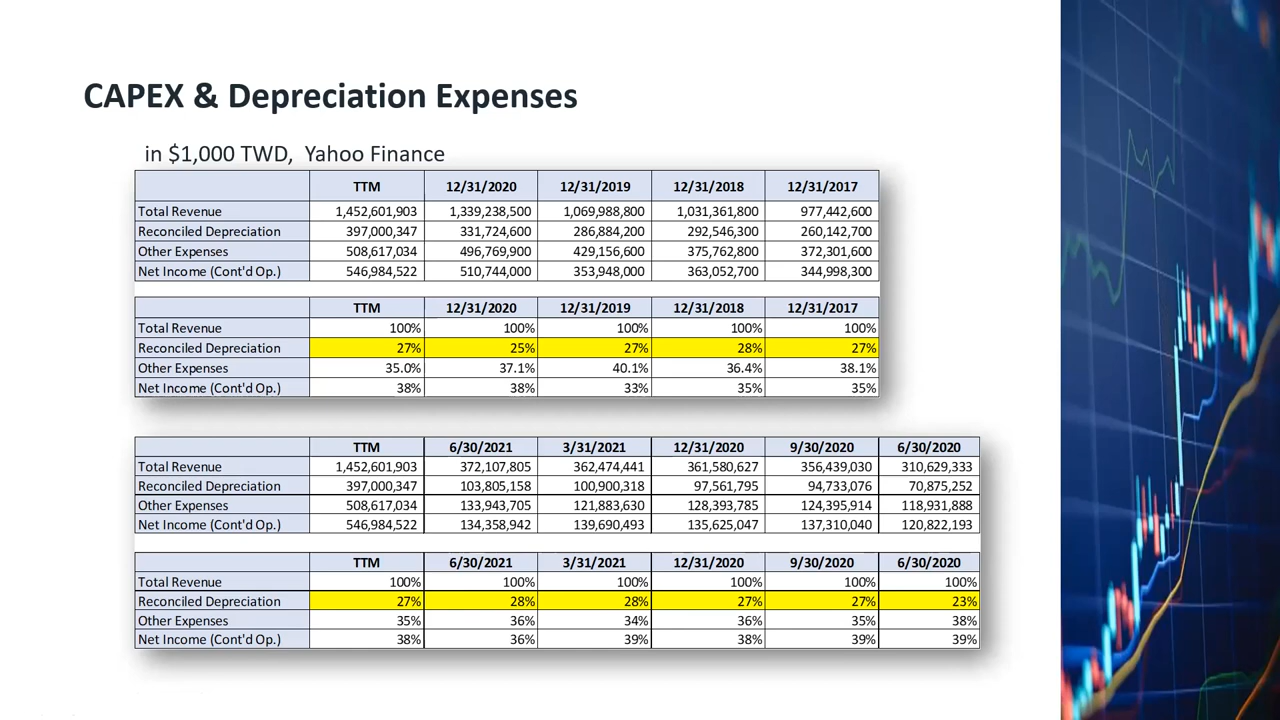 CAPEX & Depreciation Expenses
in $1,000 TWD, Yahoo Finance
TTM 12/31/2020 12/31/2019 12/31/2018 12/31/2017
Total Revenue 1,452,601,903 1,339,238,500 1,069,988,800 1,031,361,800 977,442,600
Reconciled Depreciation 397,000,347 331,724,600 286,884,200 292,546,300 260,142,700
Other Expenses 508,617,034 496,769,900 429,156,600 375,762,800 372,301,600
Net Income (Cont'd Op.) 546,984,522 510,744,000 353,948,000 363,052,700 344,998,300
TTM 12/31/2020 12/31/2019 12/31/2018 12/31/2017
Total Revenue 100% 100% 100% 100% 100%
Reconciled Depreciation 27% 25% 27% 28% 27%
Other Expenses 35.0% 37.1% 40.1% 36.4% 38.1%
Net Income (Cont'd Op.) 38% 38% 33% 35% 35%
TTM 6/30/2021 3/31/2021 12/31/2020 9/30/2020 6/30/2020
Total Revenue 1,452,601,903 372,107,805 362,474,441 361,580,627 356,439,030 310,629,333
Reconciled Depreciation 397,000,347 103,805,158 100,900,318 97,561,795 94,733,076 70,875,252
Other Expenses 508,617,034 133,943,705 121,883,630 128,393,785 124,395,914 118,931,888
Net Income (Cont'd Op.) 546,984,522 134,358,942 139,690,493 135,625,047 137,310,040 120,822,193
TTM 6/30/2021 3/31/2021 12/31/2020 9/30/2020 6/30/2020
Total Revenue 100% 100% 100% 100% 100% 100%
Reconciled Depreciation 27% 28% 28% 27% 27% 23%
Other Expenses 35% 36% 34% 36% 35% 38%
Net Income (Cont'd Op.) 38% 36% 39% 38% 39% 39%